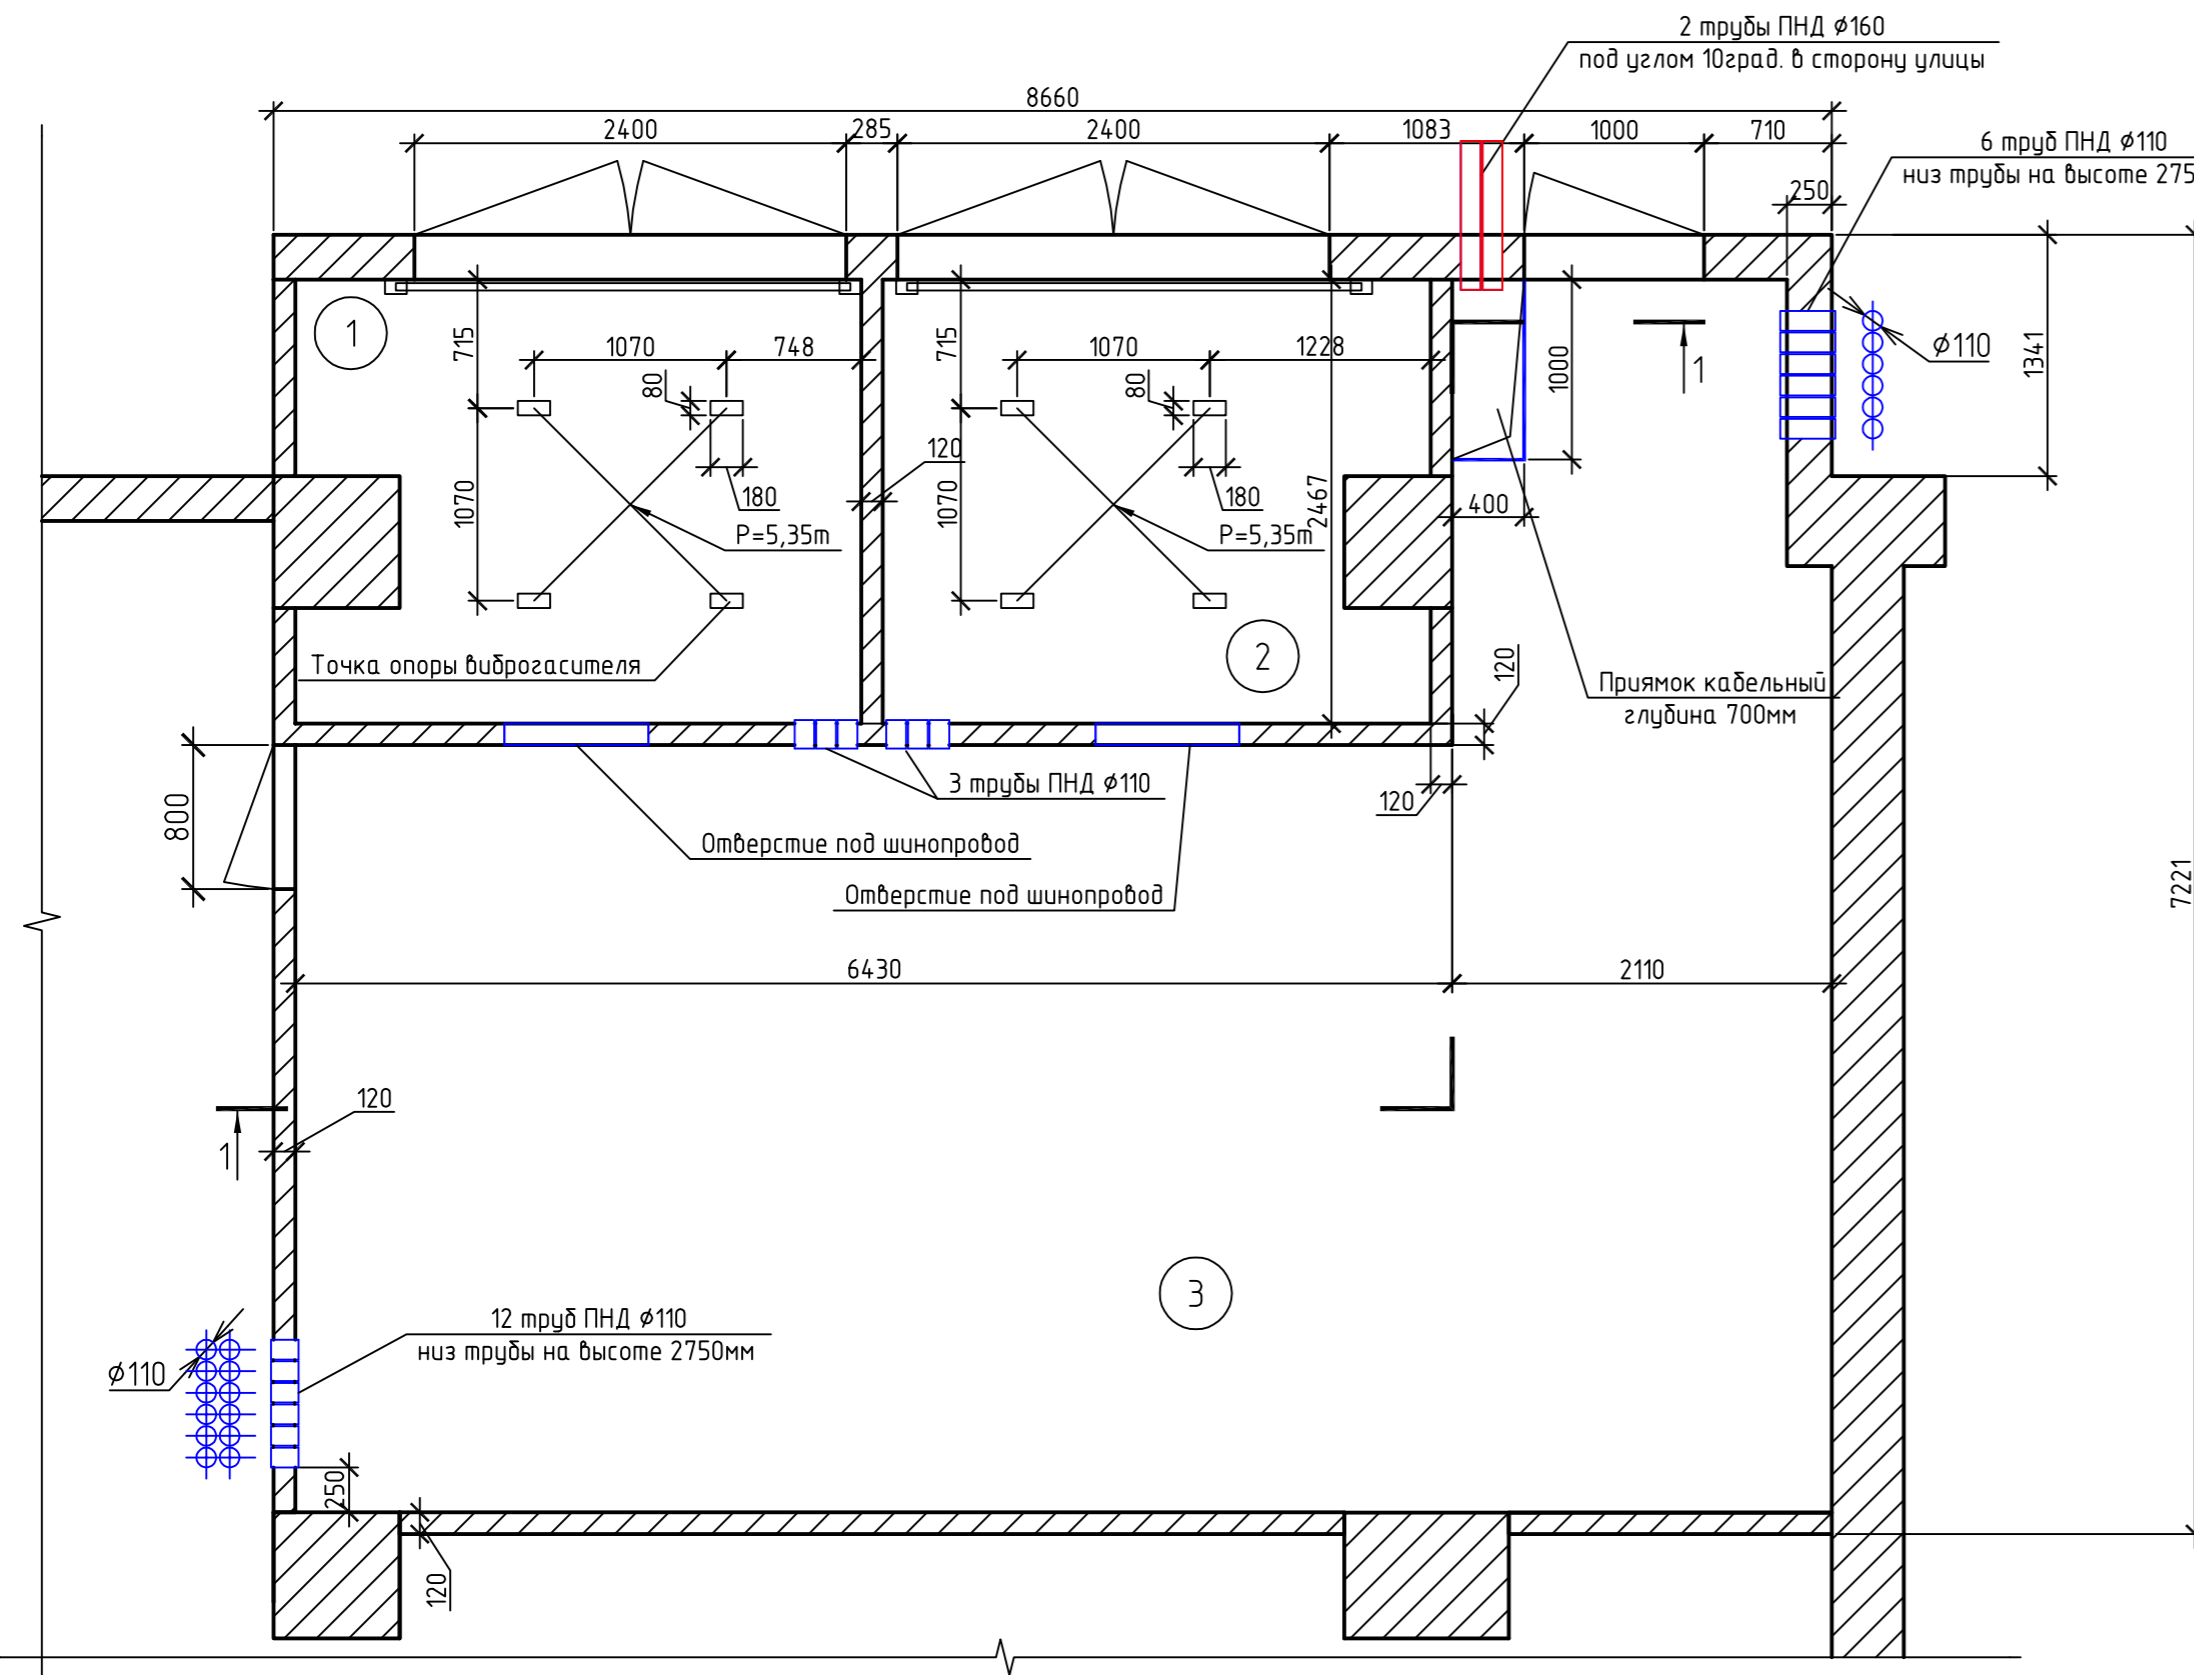 2 трубы ПНД ⌀160
под углом 10град. в сторону улицы
8660
2400
285
2400
1083
1000
710
6 труб ПНД ⌀110
низ трубы на высоте 275
250
1
715
1070
748
80
715
1070
1228
80
1000
1
⌀110
1341
120
1070
180
P=5,35т
1070
180
P=5,35т
2467
400
Точка опоры виброгасителя
2
120
Приямок кабельный
глубина 700мм
3 трубы ПНД ⌀110
120
800
Отверстие под шинопровод
Отверстие под шинопровод
7221
6430
2110
120
1
3
12 труб ПНД ⌀110
низ трубы на высоте 2750мм
⌀110
250
120